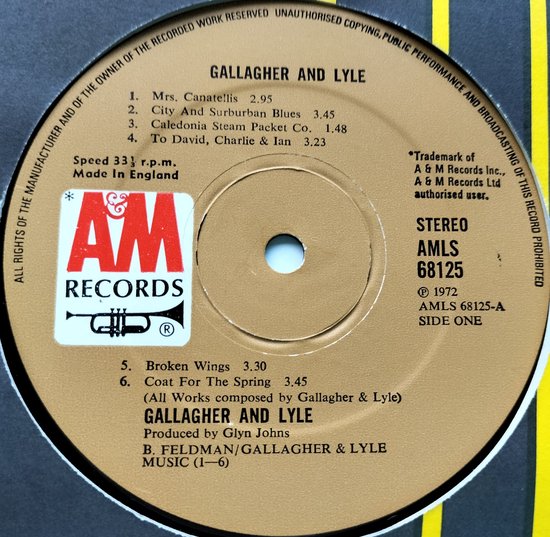 ALL RIGHTS OF THE MANUFACTURER AND OF THE OWNER OF THE RECORDED WORK RESERVED UNAUTHORISED COPYING, PUBLIC PERFORMANCE AND BROADCASTING OF THIS RECORD PROHIBITED
GALLAGHER AND LYLE
1. Mrs. Canatellis 2.95
2. City And Surburban Blues 3.45
3. Caledonia Steam Packet Co. 1.48
4. To David, Charlie & Ian 3.23
Speed 33⅓ r.p.m.
Made In England
*Trademark of
A & M Records Inc.,
A & M Records Ltd
authorised user.
*
A&M
RECORDS
®
STEREO
AMLS
68125
℗ 1972
AMLS 68125-A
SIDE ONE
5. Broken Wings 3.30
6. Coat For The Spring 3.45
(All Works composed by Gallagher & Lyle)
GALLAGHER AND LYLE
Produced by Glyn Johns
B. FELDMAN/GALLAGHER & LYLE
MUSIC (1—6)